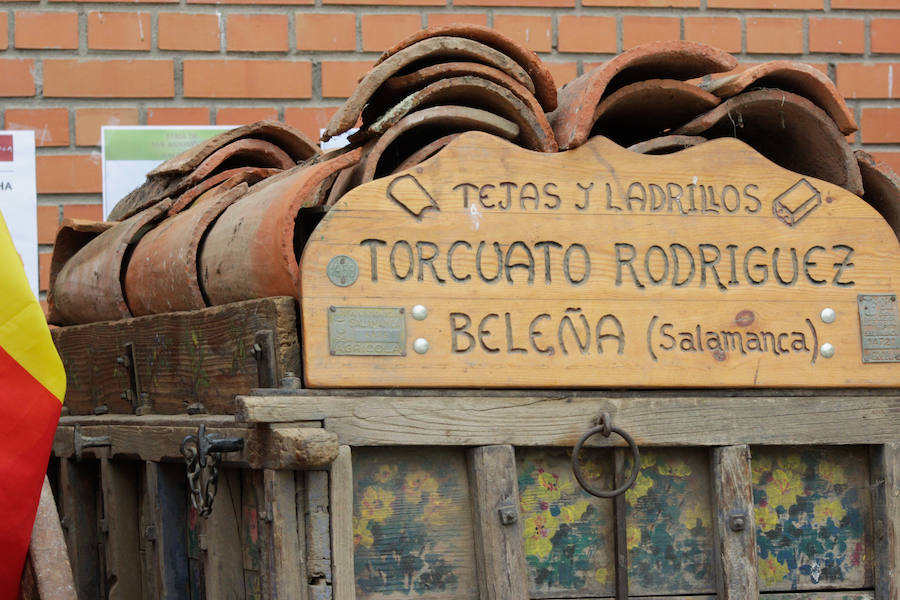 TEJAS Y LADRILLOS
TORCUATO RODRIGUEZ
BELEÑA (Salamanca)